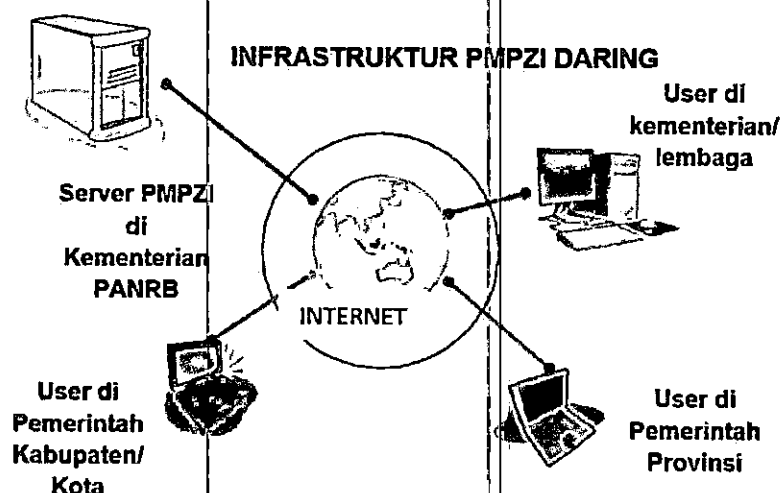 INFRASTRUKTUR PMPZI DARING
User di
kementerian/
lembaga
Server PMPZI
di
Kementerian
PANRB
INTERNET
User di
Pemerintah
Kabupaten/
Kota
User di
Pemerintah
Provinsi